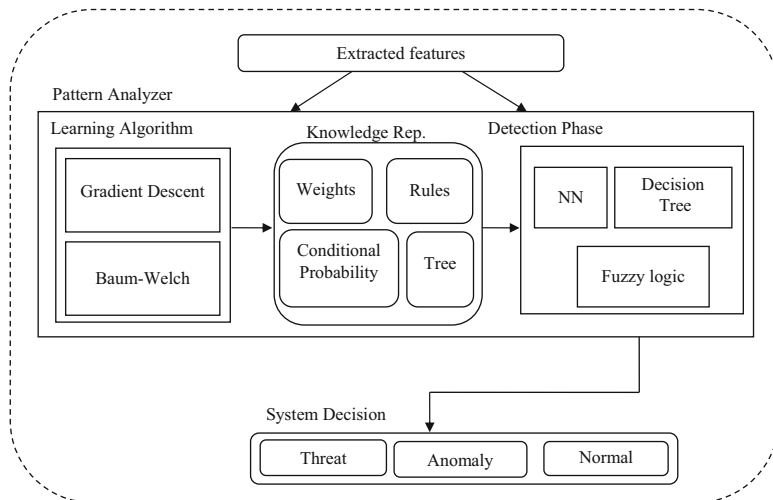 Extracted features
Pattern Analyzer
Learning Algorithm
Gradient Descent
Baum-Welch
Knowledge Rep.
Weights
Rules
Conditional
Probability
Tree
Detection Phase
NN
Decision
Tree
Fuzzy logic
System Decision
Threat
Anomaly
Normal